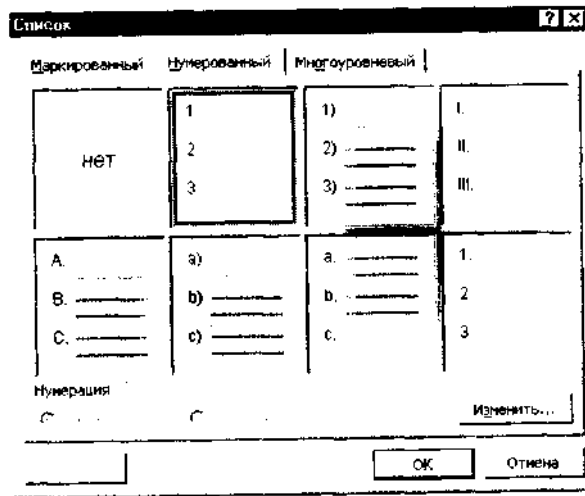 Список
? ×
Маркированный Нумерованный Многоуровневый
нет
1
2
3
1)
2)
3)
I.
II.
III.
A.
B.
C.
a)
b)
c)
a.
b.
c.
1.
2
3
Нумерация
Изменить...
OK Отмена